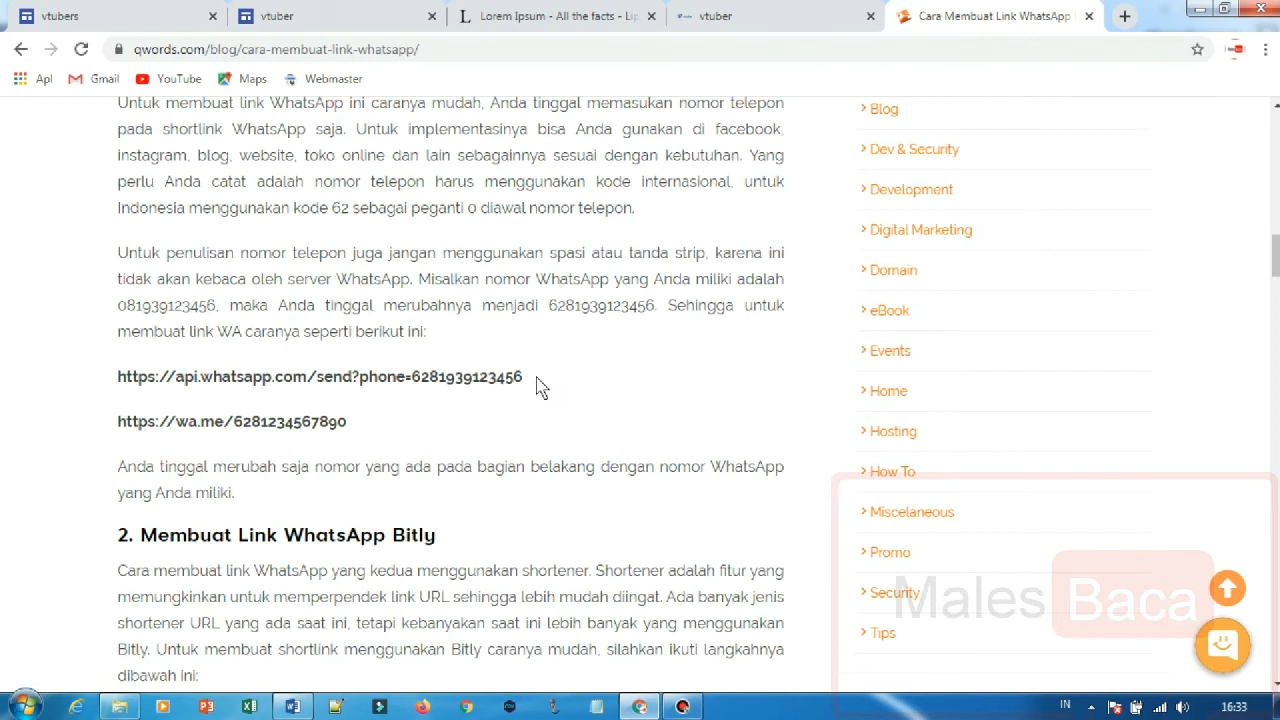 vtubers
vtuber
Lorem Ipsum - All the facts - Lip
vtuber
Cara Membuat Link WhatsApp
qwords.com/blog/cara-membuat-link-whatsapp/
Apl
Gmail
YouTube
Maps
Webmaster
Untuk membuat link WhatsApp ini caranya mudah, Anda tinggal memasukan nomor telepon
pada shortlink WhatsApp saja. Untuk implementasinya bisa Anda gunakan di facebook,
instagram, blog, website, toko online dan lain sebagainnya sesuai dengan kebutuhan. Yang
perlu Anda catat adalah nomor telepon harus menggunakan kode internasional, untuk
Indonesia menggunakan kode 62 sebagai peganti 0 diawal nomor telepon.
Untuk penulisan nomor telepon juga jangan menggunakan spasi atau tanda strip, karena ini
tidak akan kebaca oleh server WhatsApp. Misalkan nomor WhatsApp yang Anda miliki adalah
081939123456, maka Anda tinggal merubahnya menjadi 6281939123456. Sehingga untuk
membuat link WA caranya seperti berikut ini:
https://api.whatsapp.com/send?phone=6281939123456
https://wa.me/6281234567890
Anda tinggal merubah saja nomor yang ada pada bagian belakang dengan nomor WhatsApp
yang Anda miliki.
2. Membuat Link WhatsApp Bitly
Cara membuat link WhatsApp yang kedua menggunakan shortener. Shortener adalah fitur yang
memungkinkan untuk memperpendek link URL sehingga lebih mudah diingat. Ada banyak jenis
shortener URL yang ada saat ini, tetapi kebanyakan saat ini lebih banyak yang menggunakan
Bitly. Untuk membuat shortlink menggunakan Bitly caranya mudah, silahkan ikuti langkahnya
dibawah ini:
Blog
Dev & Security
Development
Digital Marketing
Domain
eBook
Events
Home
Hosting
How To
Miscelaneous
Promo
Security
Tips
Males Baca
IN
16:33